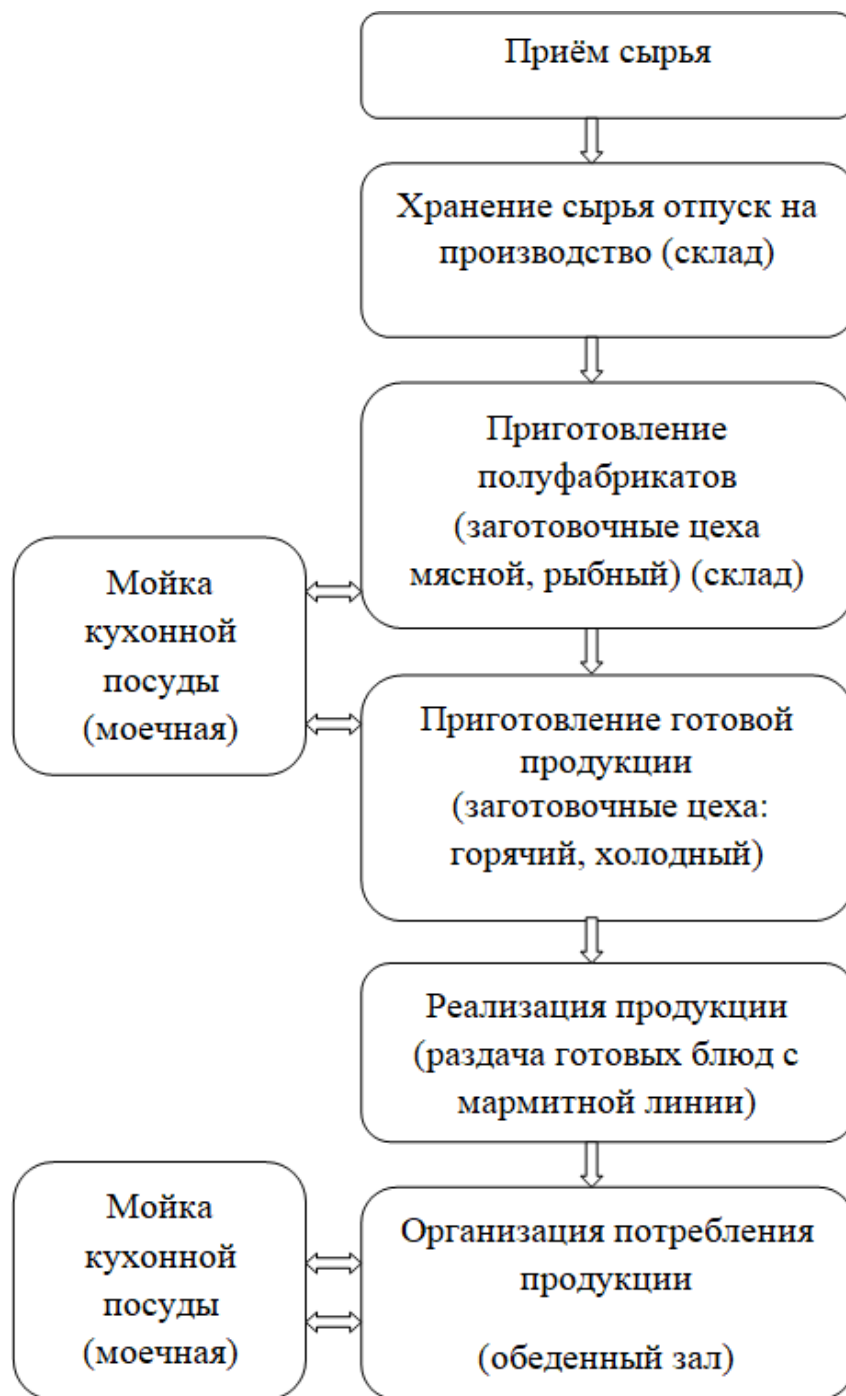 Приём сырья
Хранение сырья отпуск на
производство (склад)
Приготовление
полуфабрикатов
(заготовочные цеха
мясной, рыбный) (склад)
Мойка
кухонной
посуды
(моечная)
Приготовление готовой
продукции
(заготовочные цеха:
горячий, холодный)
Реализация продукции
(раздача готовых блюд с
мармитной линии)
Мойка
кухонной
посуды
(моечная)
Организация потребления
продукции
(обеденный зал)